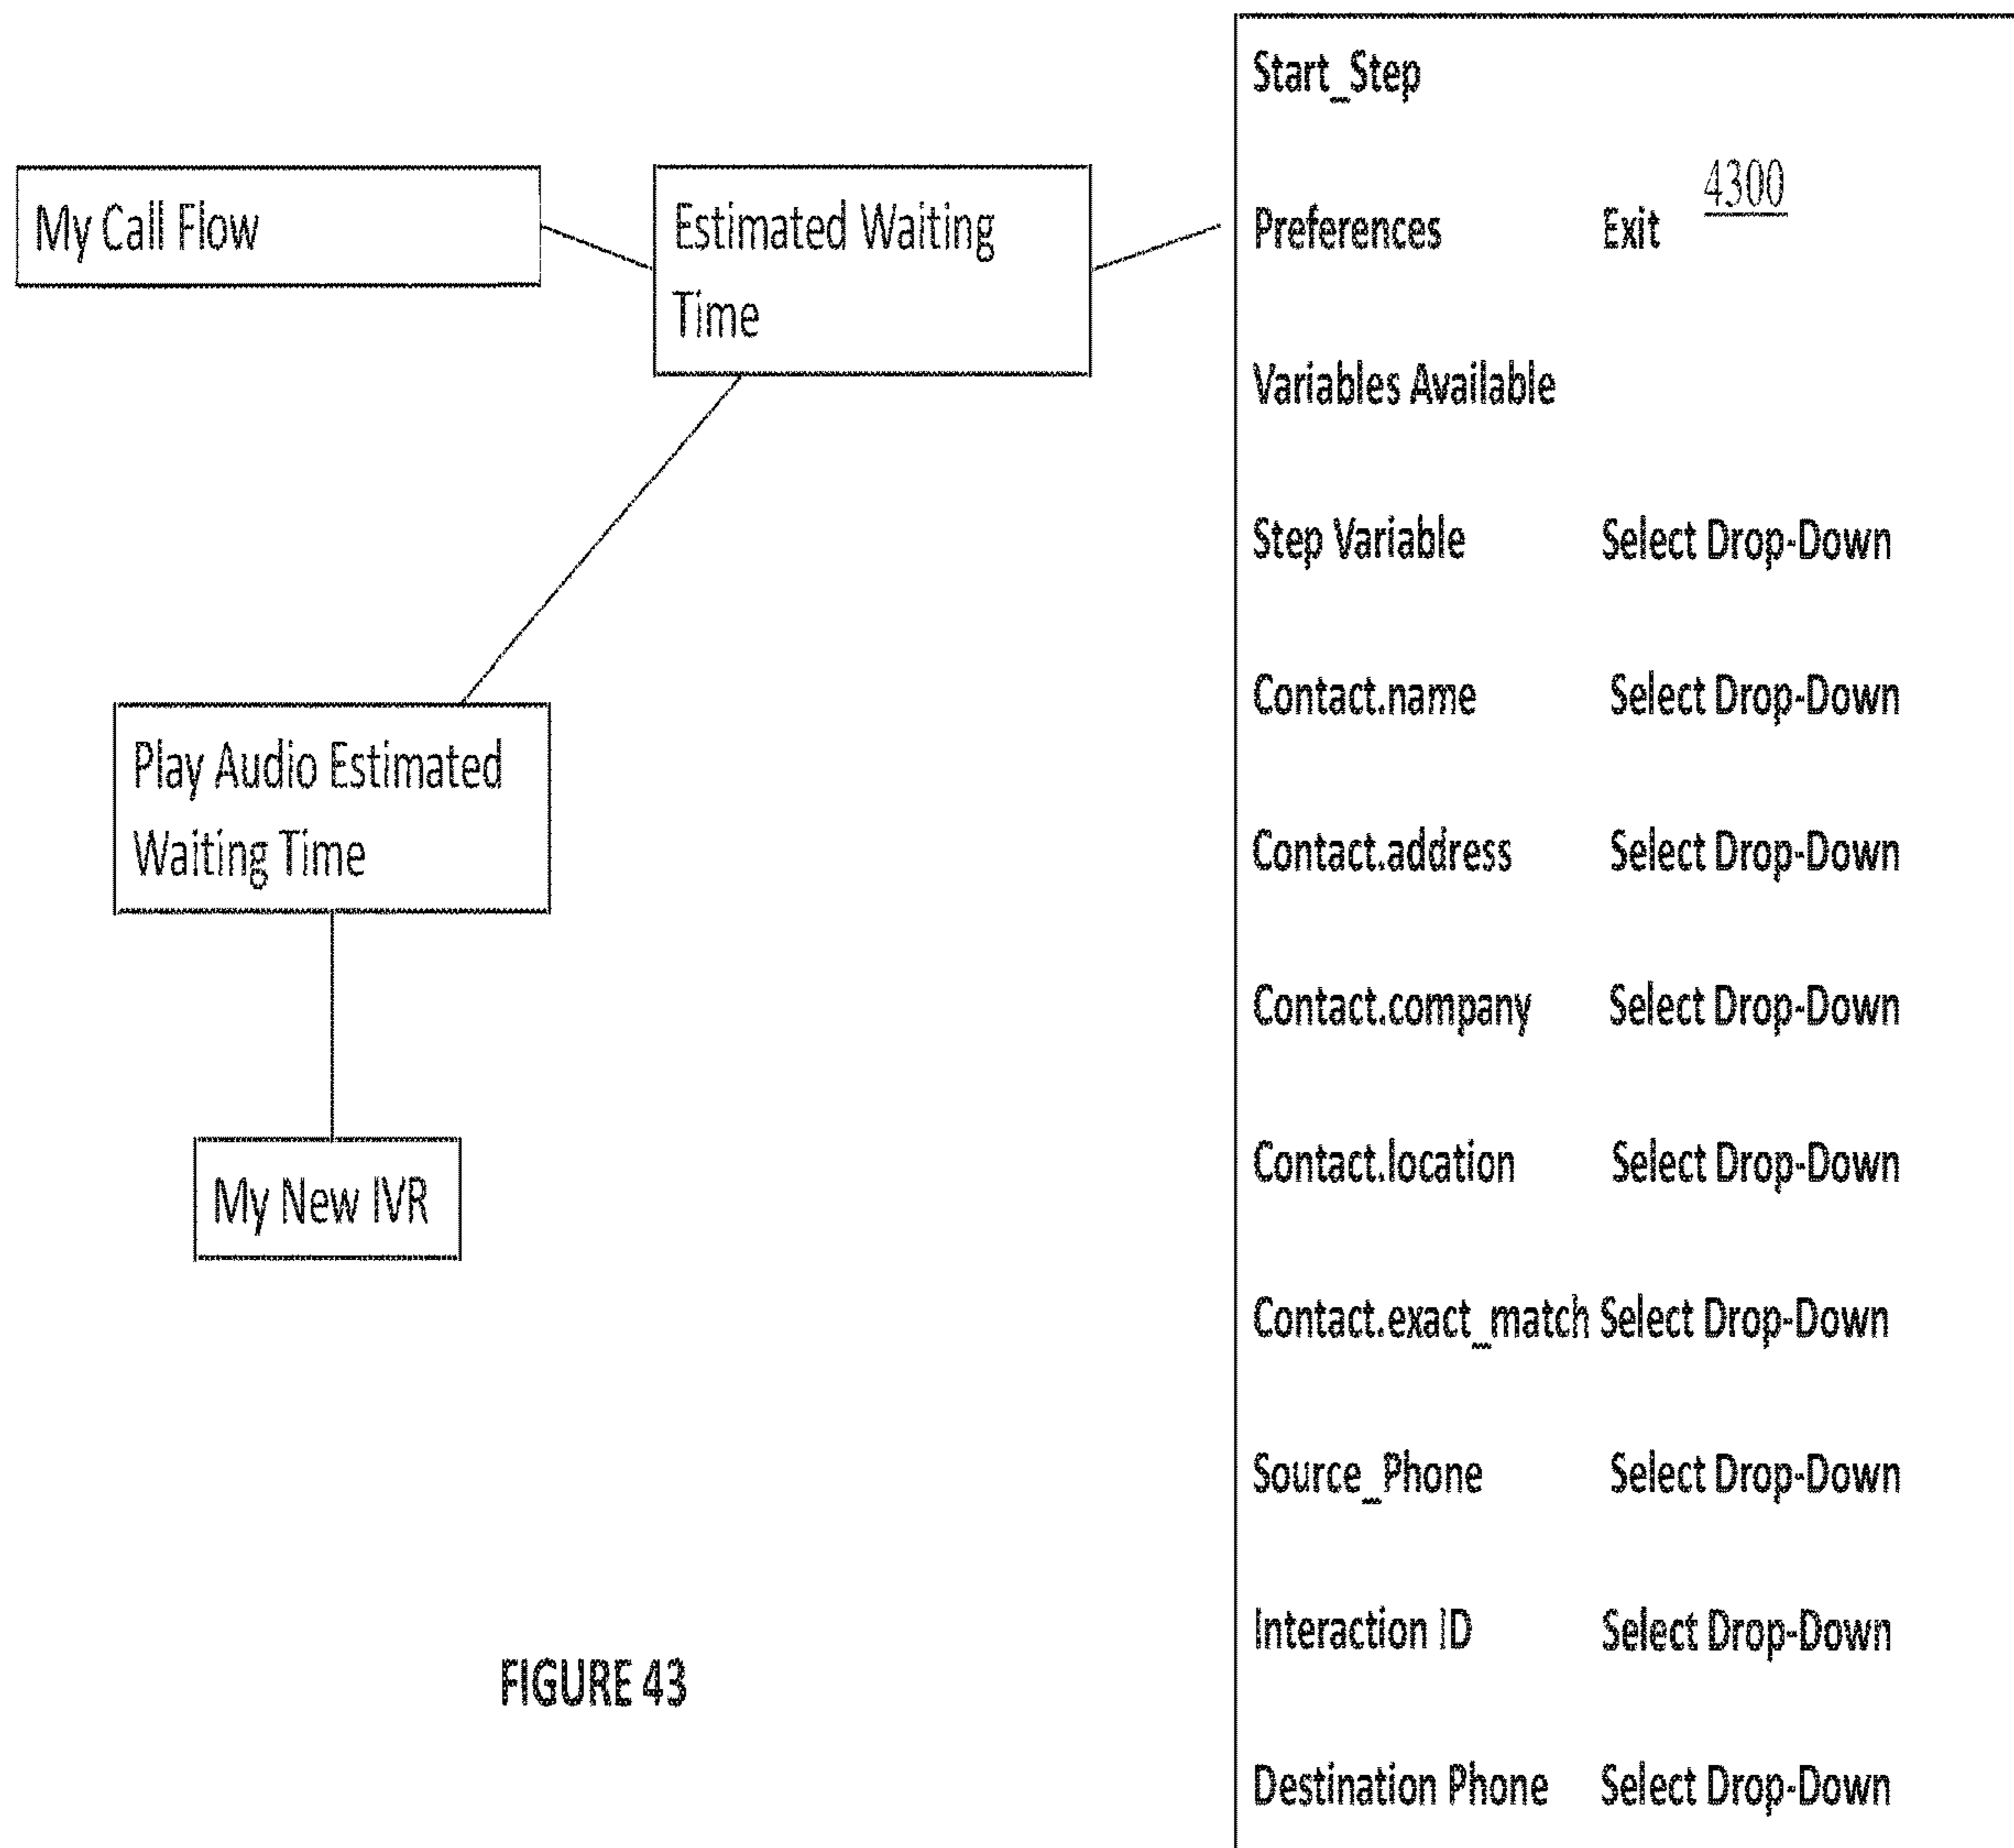 My Call Flow
Estimated Waiting
Time
Play Audio Estimated
Waiting Time
My New IVR
FIGURE 43
Start_Step
4300
Preferences Exit
Variables Available
Step Variable Select Drop-Down
Contact.name Select Drop-Down
Contact.address Select Drop-Down
Contact.company Select Drop-Down
Contact.location Select Drop-Down
Contact.exact_match Select Drop-Down
Source_Phone Select Drop-Down
Interaction ID Select Drop-Down
Destination Phone Select Drop-Down